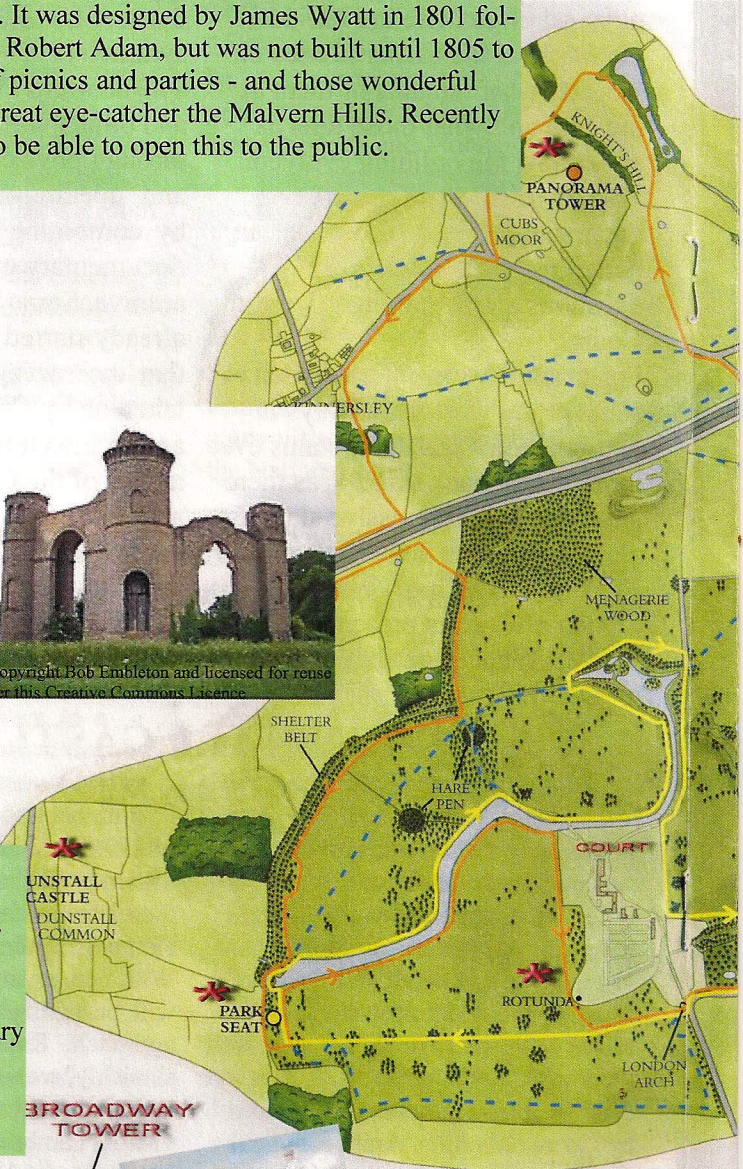 . It was designed by James Wyatt in 1801 fol-
Robert Adam, but was not built until 1805 to
f picnics and parties - and those wonderful
reat eye-catcher the Malvern Hills. Recently
o be able to open this to the public.
KNIGHT'S HILL
PANORAMA
TOWER
CUBS
MOOR
KINNERSLEY
MENAGERIE
WOOD
opyright Bob Embleton and licensed for reuse
er this Creative Commons Licence
SHELTER
BELT
HARE
PEN
COURT
UNSTALL
CASTLE
DUNSTALL
COMMON
ROTUNDA
PARK
SEAT
ry
LONDON
ARCH
BROADWAY
TOWER